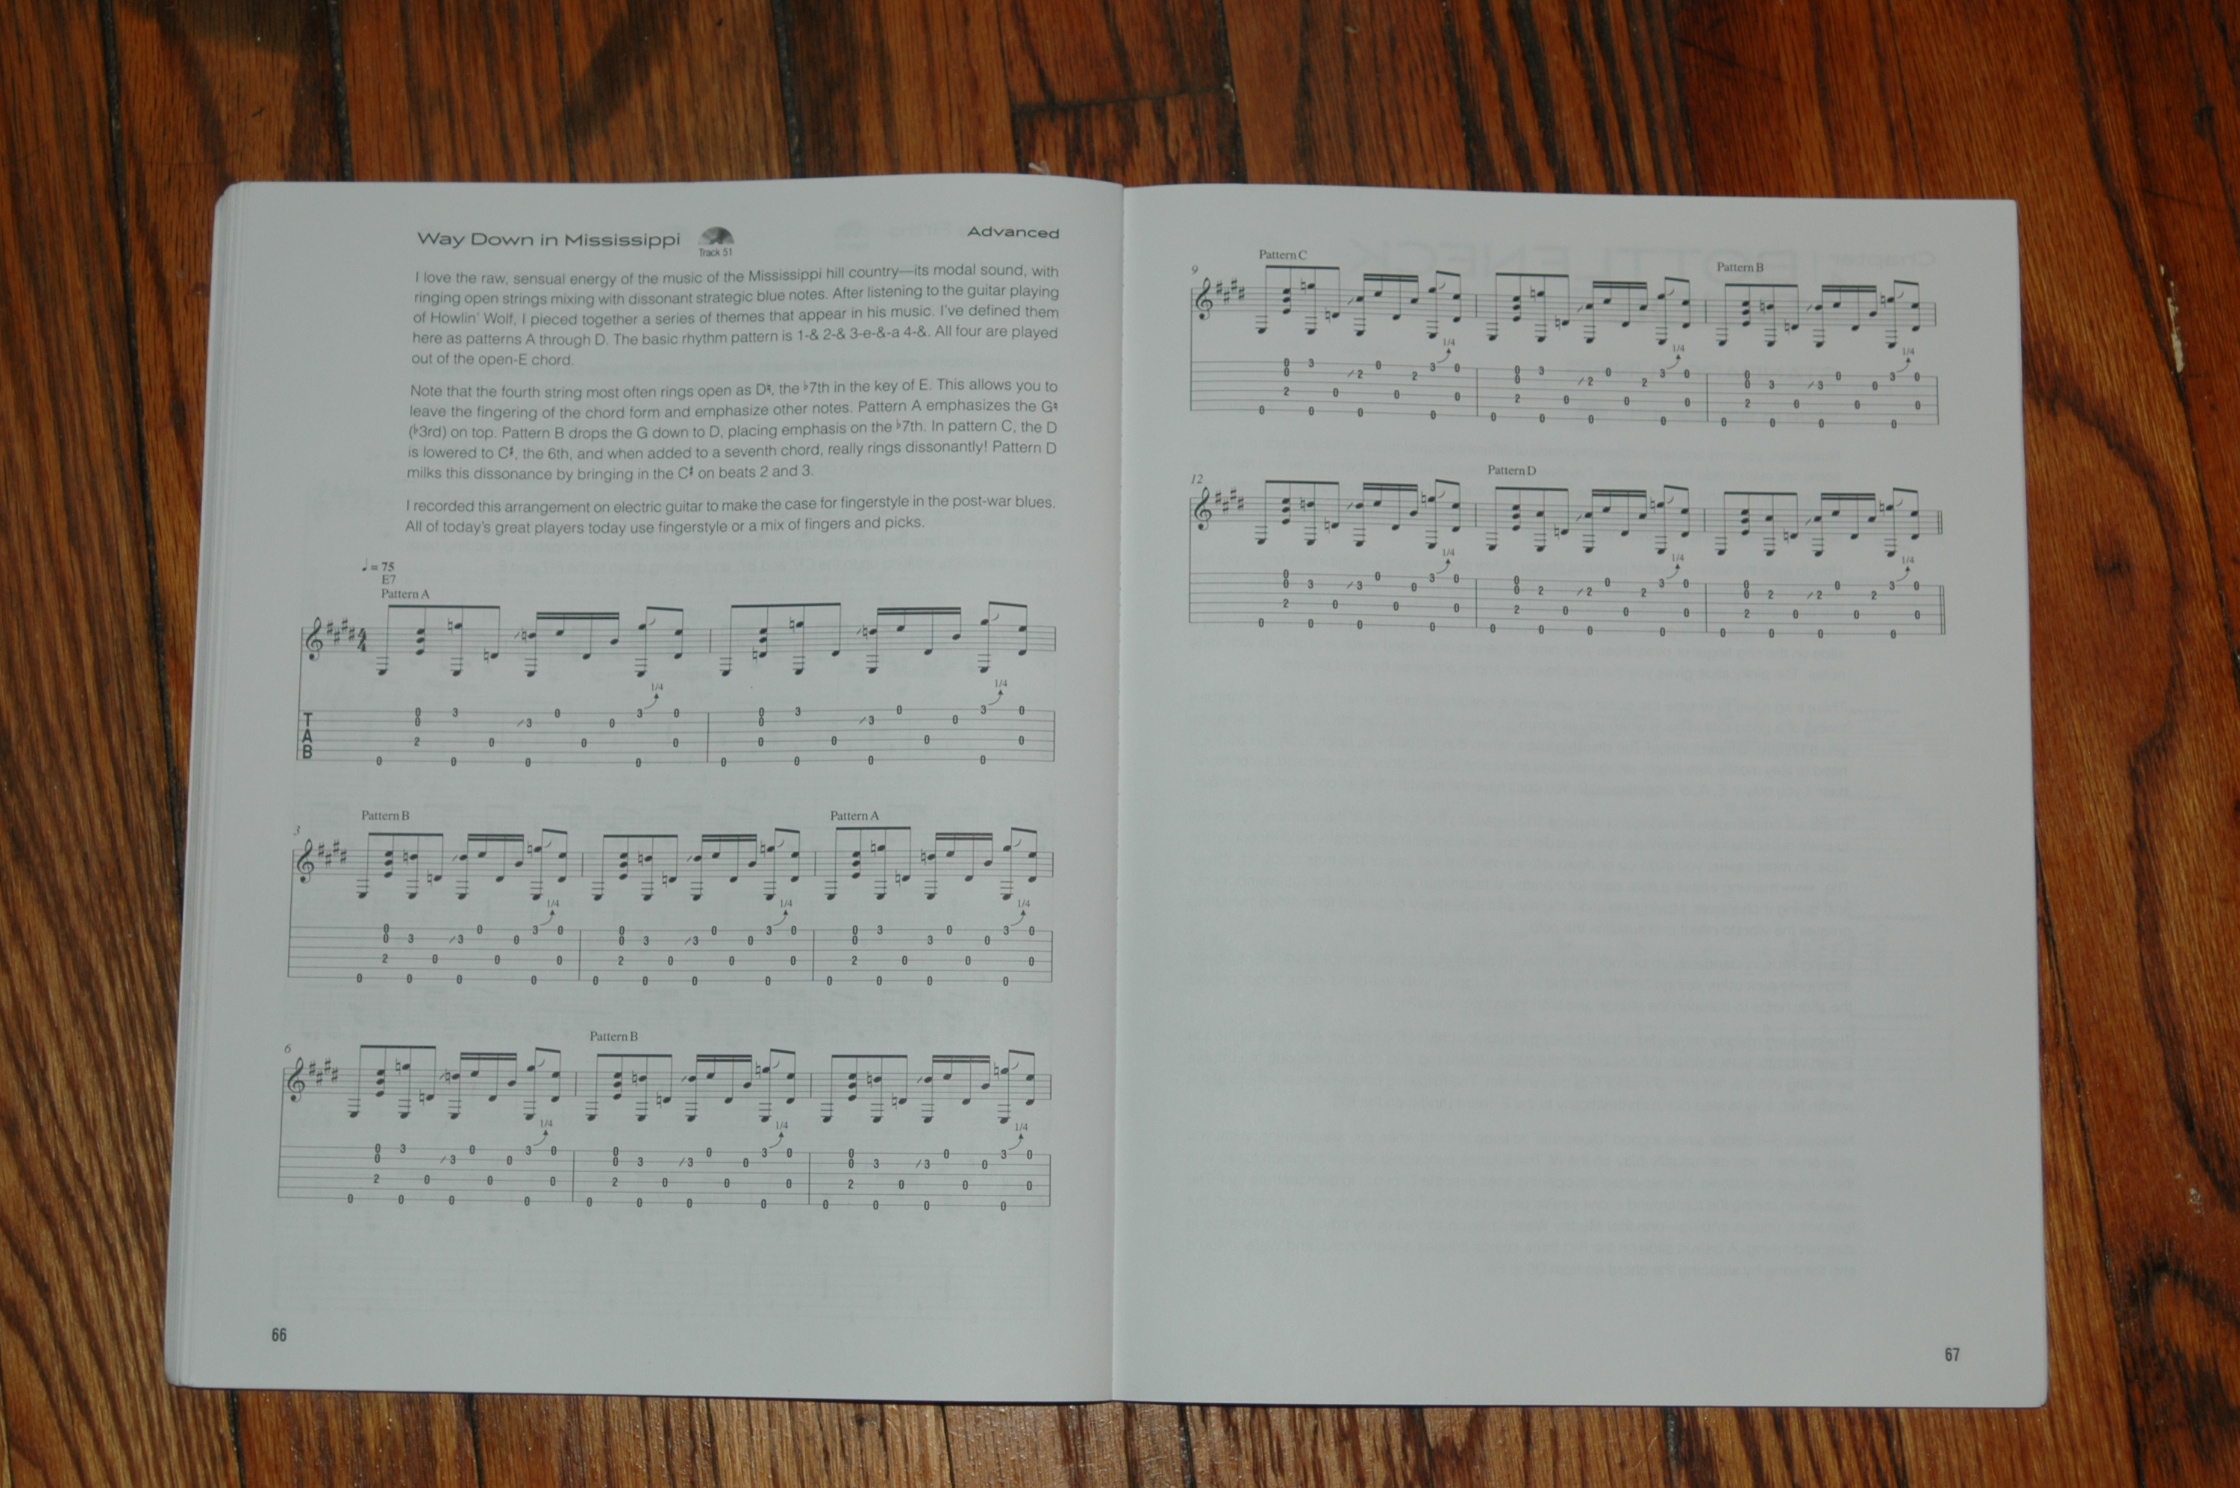 Way Down in Mississippi
Track 51
Advanced
I love the raw, sensual energy of the music of the Mississippi hill country—its modal sound, with
ringing open strings mixing with dissonant strategic blue notes. After listening to the guitar playing
of Howlin' Wolf, I pieced together a series of themes that appear in his music. I've defined them
here as patterns A through D. The basic rhythm pattern is 1-& 2-& 3-e-&-a 4-&. All four are played
out of the open-E chord.
Note that the fourth string most often rings open as D♮, the ♭7th in the key of E. This allows you to
leave the fingering of the chord form and emphasize other notes. Pattern A emphasizes the G♮
(♭3rd) on top. Pattern B drops the G down to D, placing emphasis on the ♭7th. In pattern C, the D
is lowered to C♯, the 6th, and when added to a seventh chord, really rings dissonantly! Pattern D
milks this dissonance by bringing in the C♯ on beats 2 and 3.
I recorded this arrangement on electric guitar to make the case for fingerstyle in the post-war blues.
All of today's great players today use fingerstyle or a mix of fingers and picks.
♩ = 75
E7
Pattern A
1/4 1/4
T
A
B
3
Pattern B Pattern A
1/4 1/4 1/4
6
Pattern B
1/4 1/4 1/4
66
9
Pattern C Pattern B
1/4 1/4 1/4
12
Pattern D
1/4 1/4 1/4
67